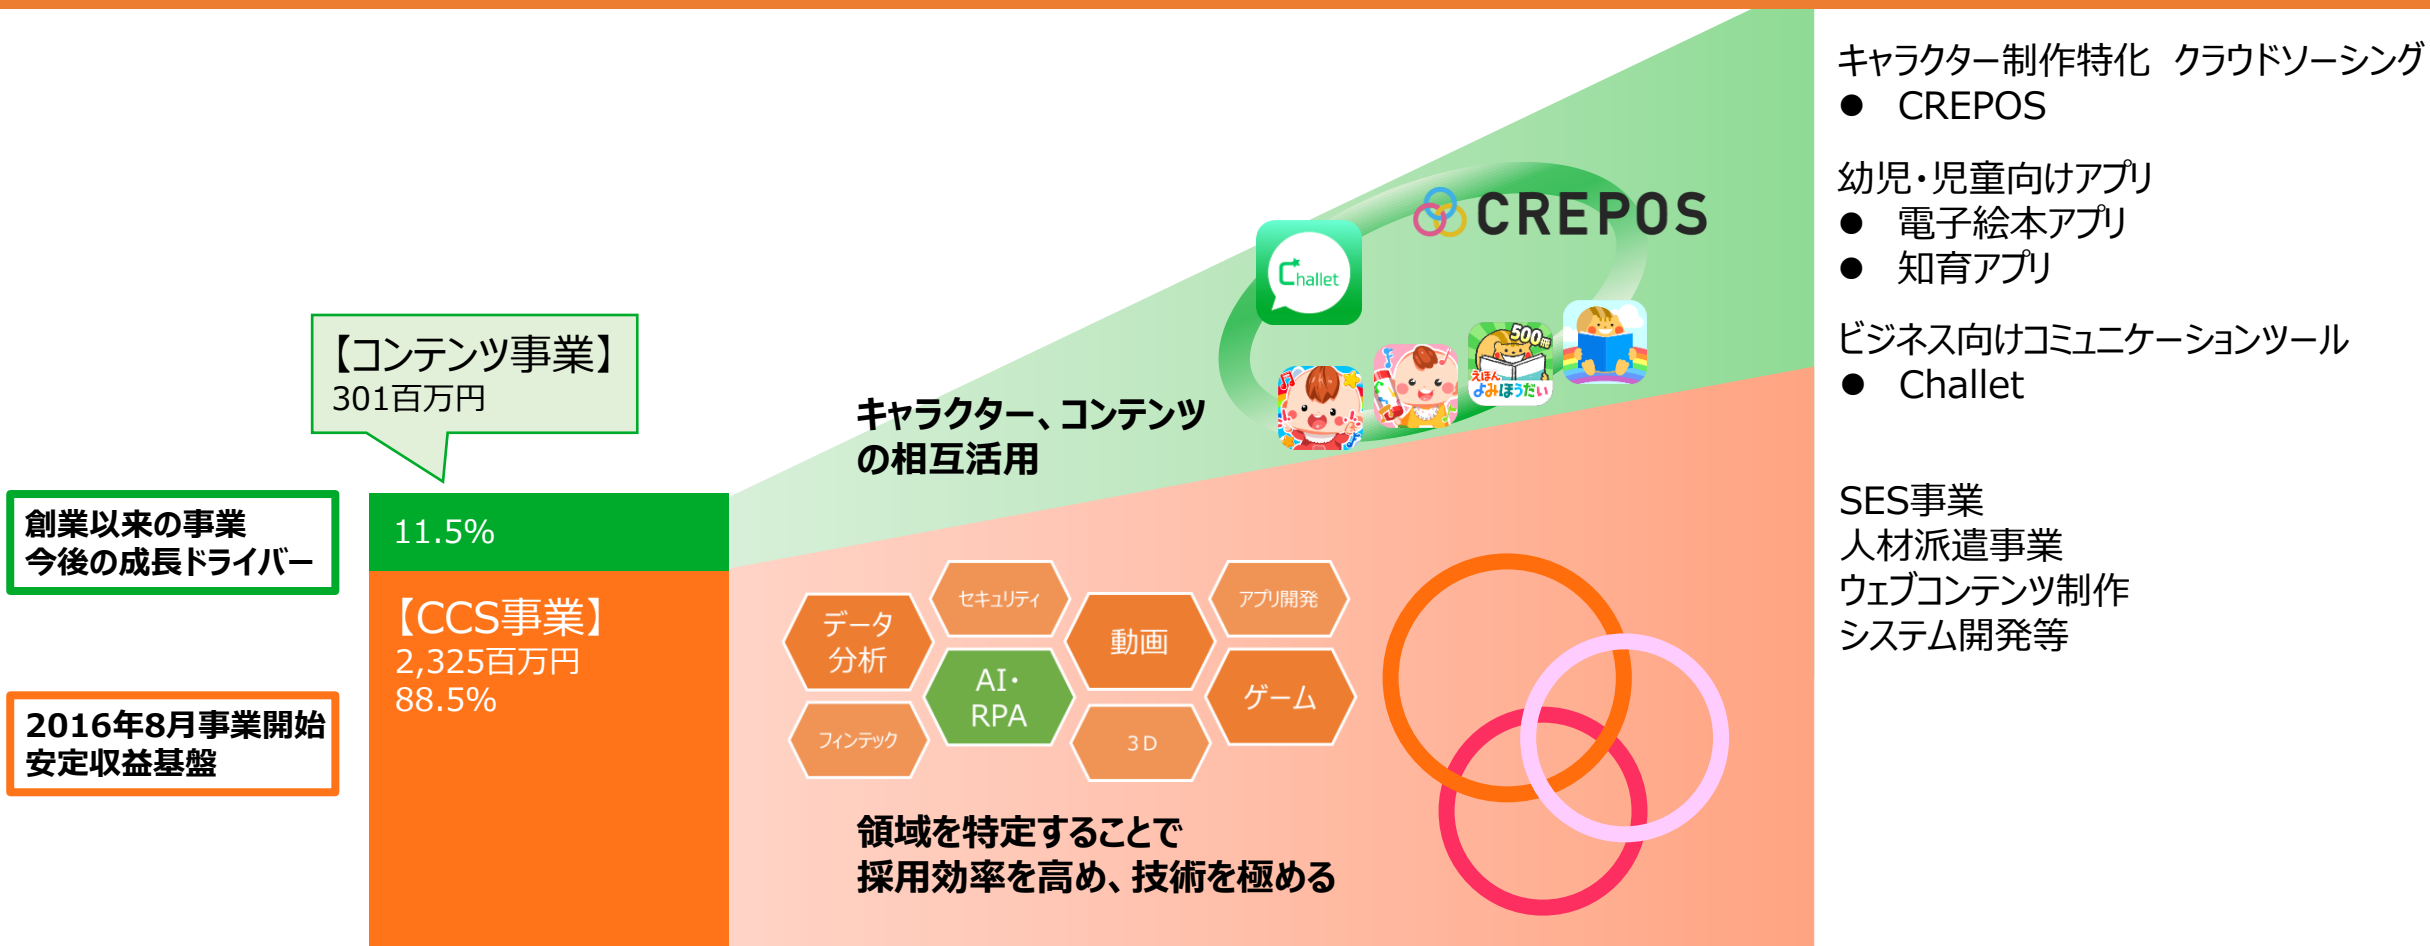 【コンテンツ事業】
301百万円
創業以来の事業
今後の成長ドライバー
11.5%
【CCS事業】
2,325百万円
88.5%
2016年8月事業開始
安定収益基盤
キャラクター、コンテンツ
の相互活用
Challet
CREPOS
500冊
えほん
よみほうだい
データ
分析
セキュリティ
動画
アプリ開発
フィンテック
AI・
RPA
3D
ゲーム
領域を特定することで
採用効率を高め、技術を極める
キャラクター制作特化 クラウドソーシング
● CREPOS
幼児・児童向けアプリ
● 電子絵本アプリ
● 知育アプリ
ビジネス向けコミュニケーションツール
● Challet
SES事業
人材派遣事業
ウェブコンテンツ制作
システム開発等